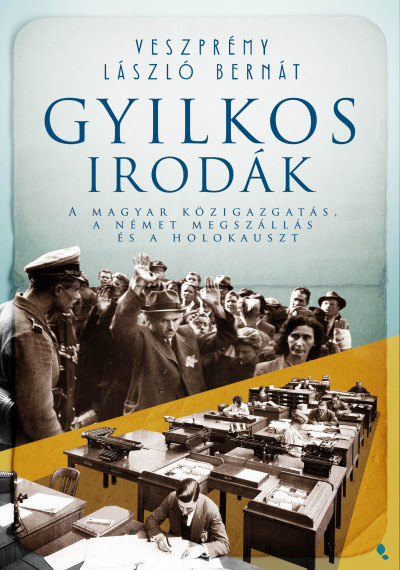 VESZPRÉMY
LÁSZLÓ BERNÁT
GYILKOS
IRODÁK
A MAGYAR KÖZIGAZGATÁS,
A NÉMET MEGSZÁLLÁS
ÉS A HOLOKAUSZT